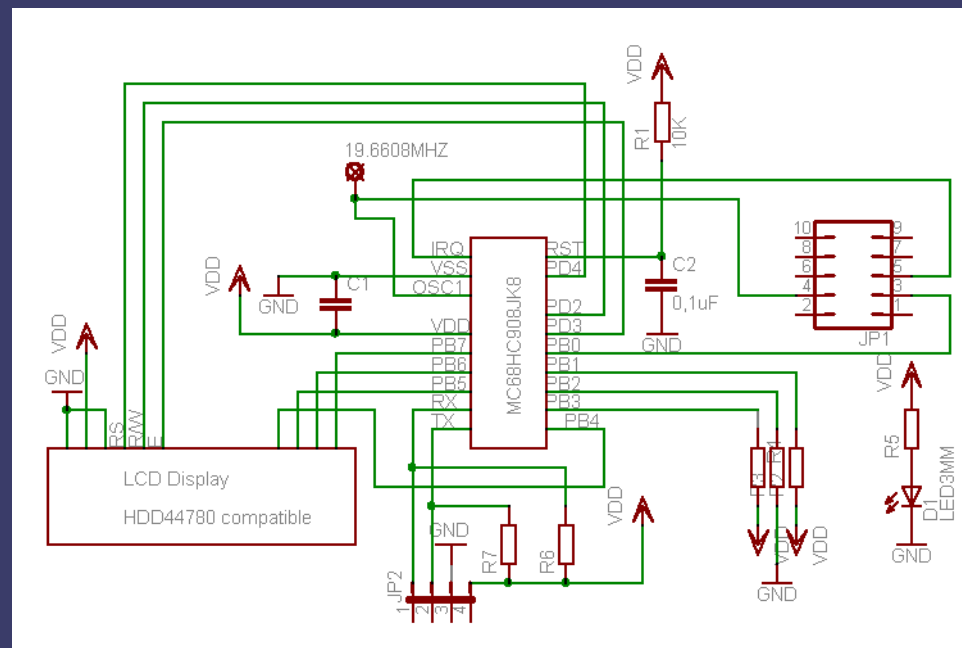 VDD
R1
10K
19.6608MHZ
IRQ
VSS
OSC1
VDD
PB7
PB6
PB5
RX
TX
MC68HC908JK8
RST
PD4
PD2
PD3
PB0
PB1
PB2
PB3
PB4
C2
0,1uF
GND
10
8
6
4
2
9
7
5
3
1
JP1
VDD
C1
GND
VDD
GND
RS
R/W
E
LCD Display
HDD44780 compatible
VDD
R5
D1
LED3MM
GND
R3
R2
R4
VDD
VDD
GND
VDD
GND
R7
R6
JP2
1
2
3
4